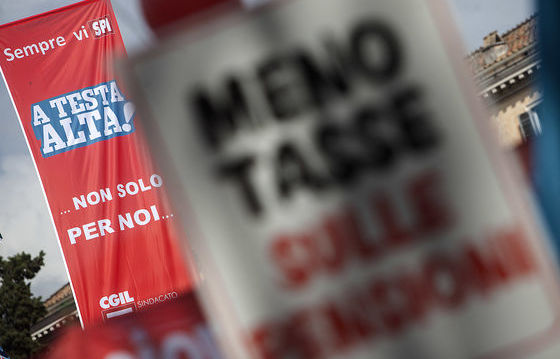 Sempre vi SPI
A TESTA
ALTA!
... NON SOLO
PER NOI...
CGIL
SINDACATO
MENO
TASSE
SULLE
PENSIONI